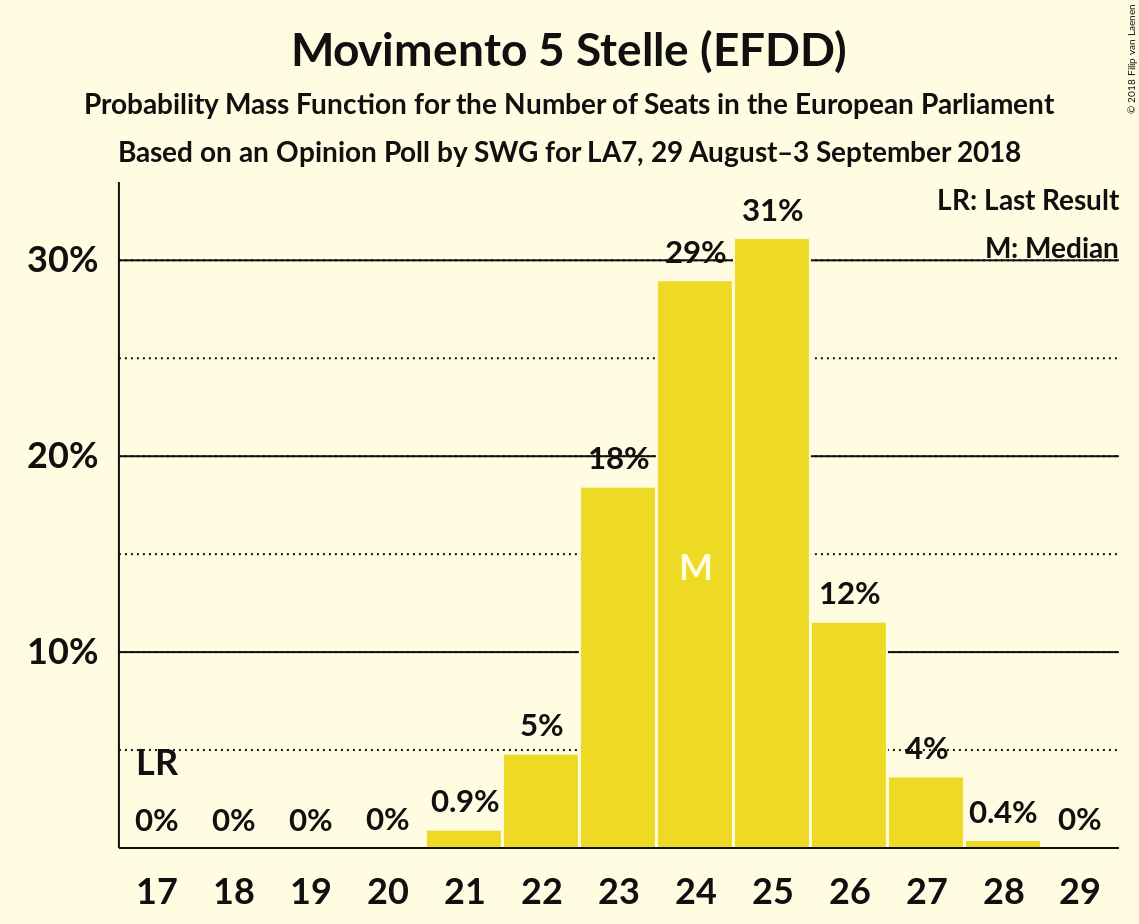 Movimento 5 Stelle (EFDD)
Probability Mass Function for the Number of Seats in the European Parliament
Based on an Opinion Poll by SWG for LA7, 29 August–3 September 2018
© 2018 Filip van Laenen
LR: Last Result
M: Median
30%
20%
10%
LR
M
0% 0% 0% 0% 0.9% 5% 18% 29% 31% 12% 4% 0.4% 0%
17 18 19 20 21 22 23 24 25 26 27 28 29